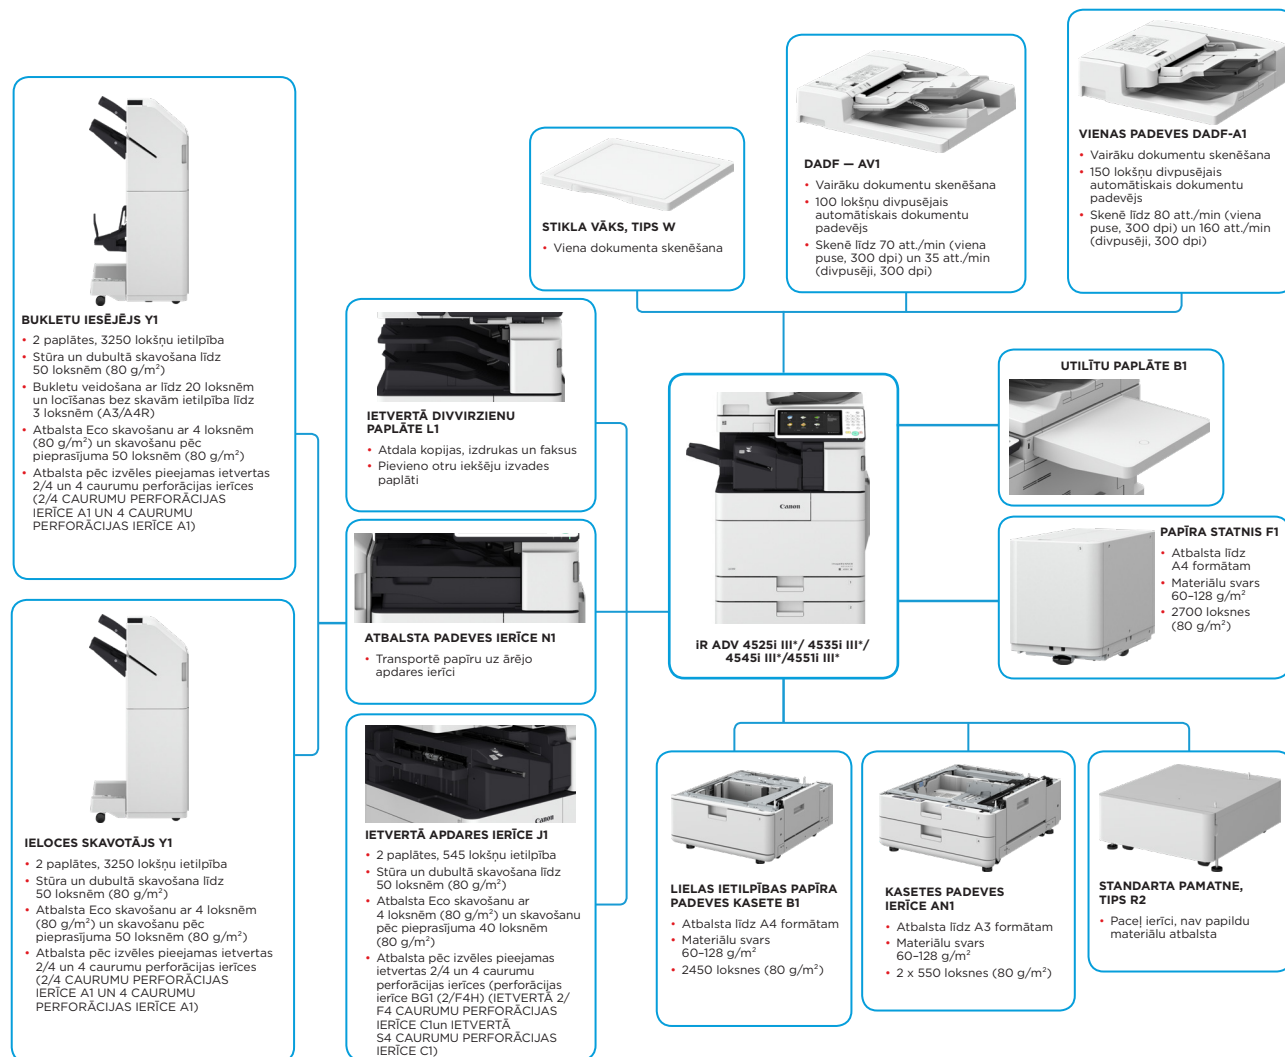 VIENAS PADEVES DADF-A1
• Vairāku dokumentu skenēšana
• 150 lokšņu divpusējais
automātiskais dokumentu
padevējs
• Skenē līdz 80 att./min (viena
puse, 300 dpi) un 160 att./min
(divpusēji, 300 dpi)
DADF — AV1
• Vairāku dokumentu skenēšana
• 100 lokšņu divpusējais
automātiskais dokumentu
padevējs
• Skenē līdz 70 att./min (viena
puse, 300 dpi) un 35 att./min
(divpusēji, 300 dpi)
STIKLA VĀKS, TIPS W
• Viena dokumenta skenēšana
BUKLETU IESĒJĒJS Y1
• 2 paplātes, 3250 lokšņu ietilpība
• Stūra un dubultā skavošana līdz
50 loksnēm (80 g/m²)
• Bukletu veidošana ar līdz 20 loksnēm
un locīšanas bez skavām ietilpība līdz
3 loksnēm (A3/A4R)
• Atbalsta Eco skavošanu ar 4 loksnēm
(80 g/m²) un skavošanu pēc
pieprasījuma 50 loksnēm (80 g/m²)
• Atbalsta pēc izvēles pieejamas ietvertas
2/4 un 4 caurumu perforācijas ierīces
(2/4 CAURUMU PERFORĀCIJAS
IERĪCE A1 UN 4 CAURUMU
PERFORĀCIJAS IERĪCE A1)
IETVERTĀ DIVVIRZIENU
PAPLĀTE L1
• Atdala kopijas, izdrukas un faksus
• Pievieno otru iekšēju izvades
paplāti
UTILĪTU PAPLĀTE B1
Canon
iR ADV 4525i III*/ 4535i III*/
4545i III*/4551i III*
PAPĪRA STATNIS F1
• Atbalsta līdz
A4 formātam
• Materiālu svars
60–128 g/m²
• 2700 loksnes
(80 g/m²)
ATBALSTA PADEVES IERĪCE N1
• Transportē papīru uz ārējo
apdares ierīci
IELOCES SKAVOTĀJS Y1
• 2 paplātes, 3250 lokšņu ietilpība
• Stūra un dubultā skavošana līdz
50 loksnēm (80 g/m²)
• Atbalsta Eco skavošanu ar 4 loksnēm
(80 g/m²) un skavošanu pēc
pieprasījuma 50 loksnēm (80 g/m²)
• Atbalsta pēc izvēles pieejamas ietvertas
2/4 un 4 caurumu perforācijas ierīces
(2/4 CAURUMU PERFORĀCIJAS
IERĪCE A1 UN 4 CAURUMU
PERFORĀCIJAS IERĪCE A1)
Canon
IETVERTĀ APDARES IERĪCE J1
• 2 paplātes, 545 lokšņu ietilpība
• Stūra un dubultā skavošana līdz
50 loksnēm (80 g/m²)
• Atbalsta Eco skavošanu ar
4 loksnēm (80 g/m²) un skavošanu
pēc pieprasījuma 40 loksnēm
(80 g/m²)
• Atbalsta pēc izvēles pieejamas
ietvertas 2/4 un 4 caurumu
perforācijas ierīces (perforācijas
ierīce BG1 (2/F4H) (IETVERTĀ 2/
F4 CAURUMU PERFORĀCIJAS
IERĪCE C1un IETVERTĀ
S4 CAURUMU PERFORĀCIJAS
IERĪCE C1)
LIELAS IETILPĪBAS PAPĪRA
PADEVES KASETE B1
• Atbalsta līdz A4 formātam
• Materiālu svars
60–128 g/m²
• 2450 loksnes (80 g/m²)
KASETES PADEVES
IERĪCE AN1
• Atbalsta līdz A3 formātam
• Materiālu svars
60–128 g/m²
• 2 x 550 loksnes (80 g/m²)
STANDARTA PAMATNE,
TIPS R2
• Paceļ ierīci, nav papildu
materiālu atbalsta